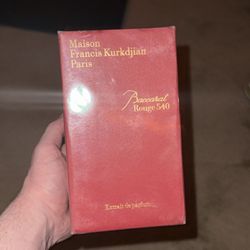 Maison
Francis Kurkdjian
Paris
Baccarat
Rouge 540
Extrait de parfum